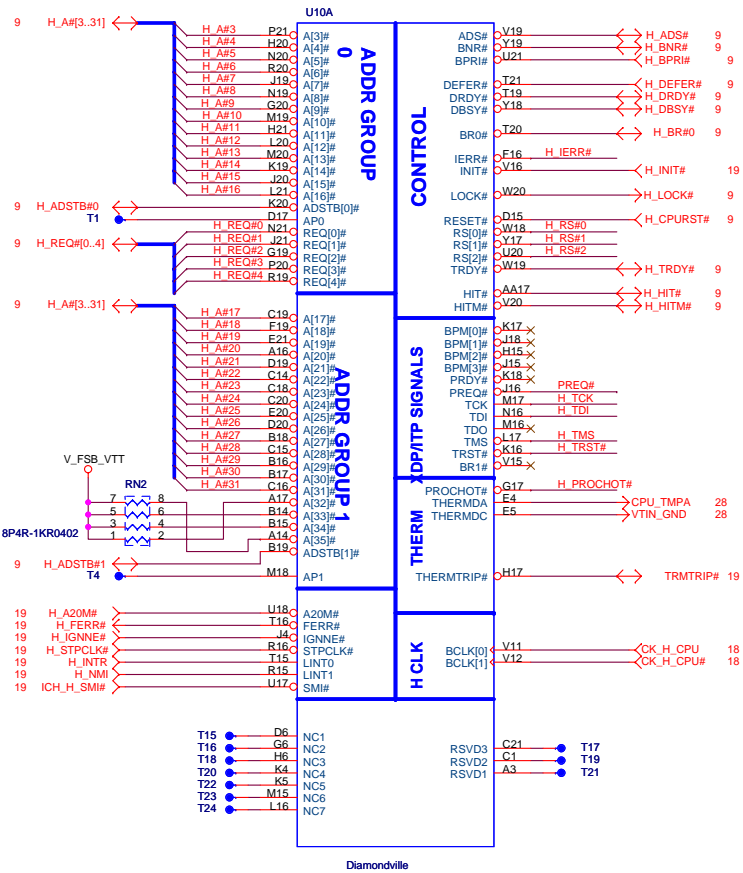 U10A
9 H_A#[3..31]
H_A#3 P21 A[3]#
H_A#4 H20 A[4]#
H_A#5 N20 A[5]#
H_A#6 R20 A[6]#
H_A#7 J19 A[7]#
H_A#8 N19 A[8]#
H_A#9 G20 A[9]#
H_A#10 M19 A[10]#
H_A#11 H21 A[11]#
H_A#12 L20 A[12]#
H_A#13 M20 A[13]#
H_A#14 K19 A[14]#
H_A#15 J20 A[15]#
H_A#16 L21 A[16]#
9 H_ADSTB#0 K20 ADSTB[0]#
T1 D17 AP0
9 H_REQ#[0..4]
H_REQ#0 N21 REQ[0]#
H_REQ#1 J21 REQ[1]#
H_REQ#2 G19 REQ[2]#
H_REQ#3 P20 REQ[3]#
H_REQ#4 R19 REQ[4]#
ADDR GROUP
0
9 H_A#[3..31]
H_A#17 C19 A[17]#
H_A#18 F19 A[18]#
H_A#19 E21 A[19]#
H_A#20 A16 A[20]#
H_A#21 D19 A[21]#
H_A#22 C14 A[22]#
H_A#23 C18 A[23]#
H_A#24 C20 A[24]#
H_A#25 E20 A[25]#
H_A#26 D20 A[26]#
H_A#27 B18 A[27]#
H_A#28 C15 A[28]#
H_A#29 B16 A[29]#
H_A#30 B17 A[30]#
H_A#31 C16 A[31]#
A17 A[32]#
B14 A[33]#
B15 A[34]#
A14 A[35]#
B19 ADSTB[1]#
ADDR GROUP 1
V_FSB_VTT
RN2
7 8
5 6
3 4
1 2
8P4R-1KR0402
9 H_ADSTB#1
T4 M18 AP1
19 H_A20M# U18 A20M#
19 H_FERR# T16 FERR#
19 H_IGNNE# J4 IGNNE#
19 H_STPCLK# R16 STPCLK#
19 H_INTR T15 LINT0
19 H_NMI R15 LINT1
19 ICH_H_SMI# U17 SMI#
T15 D6 NC1
T16 G6 NC2
T18 H6 NC3
T20 K4 NC4
T22 K5 NC5
T23 M15 NC6
T24 L16 NC7
CONTROL
ADS# V19 H_ADS# 9
BNR# Y19 H_BNR# 9
BPRI# U21 H_BPRI# 9
DEFER# T21 H_DEFER# 9
DRDY# T19 H_DRDY# 9
DBSY# Y18 H_DBSY# 9
BR0# T20 H_BR#0 9
IERR# F16 H_IERR#
INIT# V16 H_INIT# 19
LOCK# W20 H_LOCK# 9
RESET# D15 H_CPURST# 9
RS[0]# W18 H_RS#0
RS[1]# Y17 H_RS#1
RS[2]# U20 H_RS#2
TRDY# W19 H_TRDY# 9
HIT# AA17 H_HIT# 9
HITM# V20 H_HITM# 9
XDP/ITP SIGNALS
BPM[0]# K17
BPM[1]# J18
BPM[2]# H15
BPM[3]# J15
PRDY# K18
PREQ# J16 PREQ#
TCK M17 H_TCK
TDI N16 H_TDI
TDO M16
TMS L17 H_TMS
TRST# K16 H_TRST#
BR1# V15
THERM
PROCHOT# G17 H_PROCHOT#
THERMDA E4 CPU_TMPA 28
THERMDC E5 VTIN_GND 28
THERMTRIP# H17 TRMTRIP# 19
H CLK
BCLK[0] V11 CK_H_CPU 18
BCLK[1] V12 CK_H_CPU# 18
RSVD3 C21 T17
RSVD2 C1 T19
RSVD1 A3 T21
Diamondville